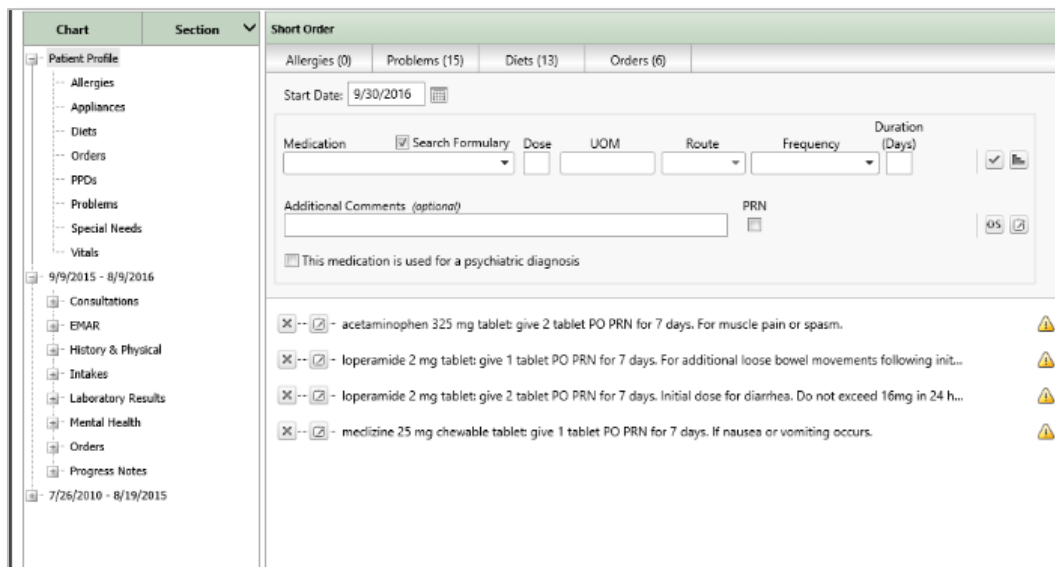 Chart Section
Patient Profile
Allergies
Appliances
Diets
Orders
PPDs
Problems
Special Needs
Vitals
9/9/2015 - 8/9/2016
Consultations
EMAR
History & Physical
Intakes
Laboratory Results
Mental Health
Orders
Progress Notes
7/26/2010 - 8/19/2015
Short Order
Allergies (0) Problems (15) Diets (13) Orders (6)
Start Date: 9/30/2016
Medication Search Formulary Dose UOM Route Frequency Duration (Days)
Additional Comments (optional) PRN
OS
This medication is used for a psychiatric diagnosis
acetaminophen 325 mg tablet: give 2 tablet PO PRN for 7 days. For muscle pain or spasm.
loperamide 2 mg tablet: give 1 tablet PO PRN for 7 days. For additional loose bowel movements following init...
loperamide 2 mg tablet: give 2 tablet PO PRN for 7 days. Initial dose for diarrhea. Do not exceed 16mg in 24 h...
meclizine 25 mg chewable tablet: give 1 tablet PO PRN for 7 days. If nausea or vomiting occurs.